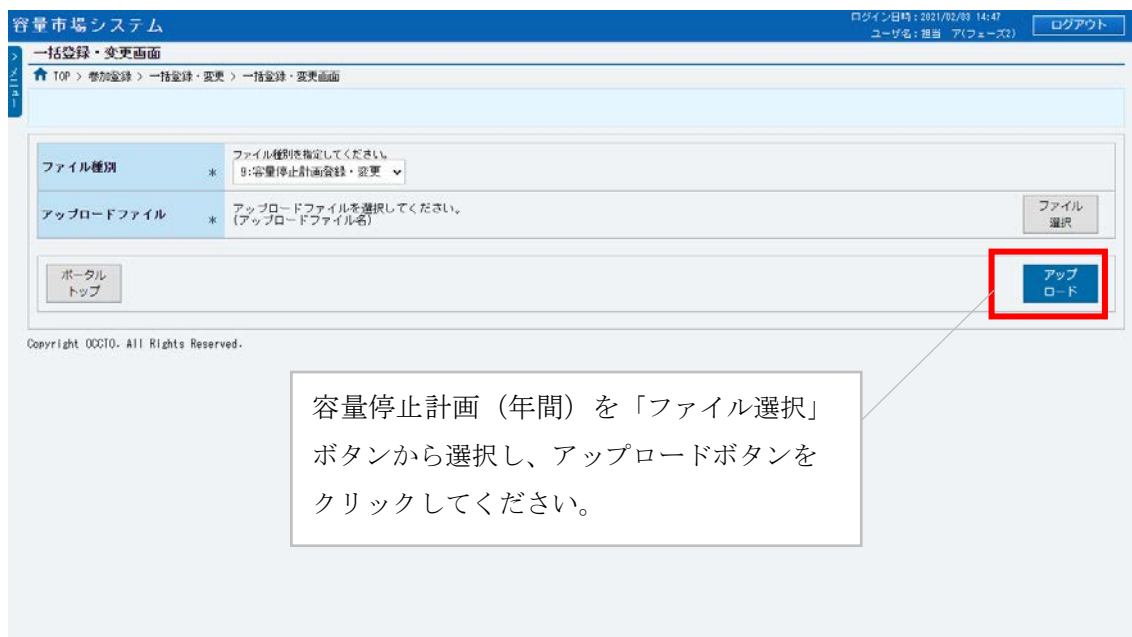 容量市場システム
ログイン日時：2021/02/03 14:47
ユーザ名：担当　ア(フェーズ2)
ログアウト
＞ メニュー
一括登録・変更画面
TOP > 参加登録 > 一括登録・変更 > 一括登録・変更画面
ファイル種別 *
ファイル種別を指定してください。
9:容量停止計画登録・変更
アップロードファイル *
アップロードファイルを選択してください。
(アップロードファイル名)
ファイル
選択
ポータル
トップ
アップ
ロード
Copyright OCCTO. All Rights Reserved.
容量停止計画（年間）を「ファイル選択」
ボタンから選択し、アップロードボタンを
クリックしてください。